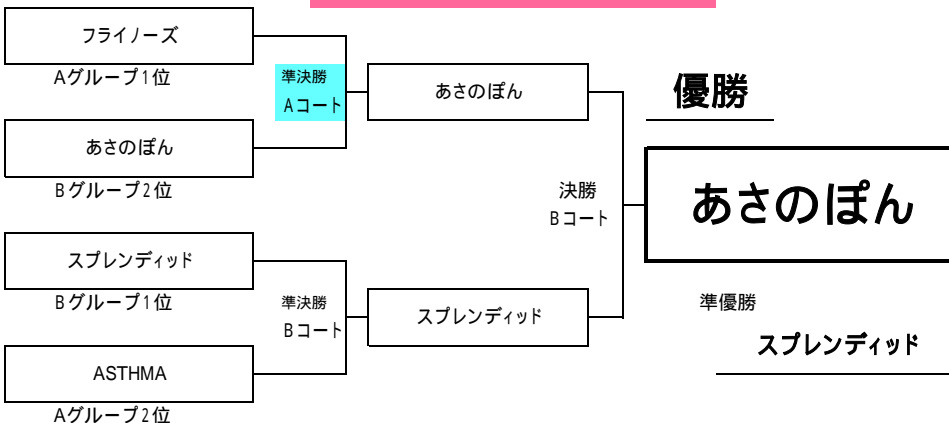 フライノーズ
Aグループ1位
準決勝
Aコート
あさのぽん
Bグループ2位
あさのぽん
スプレンディッド
Bグループ1位
準決勝
Bコート
ASTHMA
Aグループ2位
スプレンディッド
決勝
Bコート
優勝
あさのぽん
準優勝
スプレンディッド